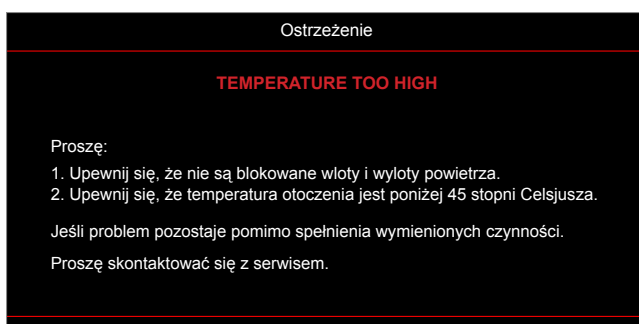 Ostrzeżenie
TEMPERATURE TOO HIGH
Proszę:
1. Upewnij się, że nie są blokowane wloty i wyloty powietrza.
2. Upewnij się, że temperatura otoczenia jest poniżej 45 stopni Celsjusza.
Jeśli problem pozostaje pomimo spełnienia wymienionych czynności.
Proszę skontaktować się z serwisem.